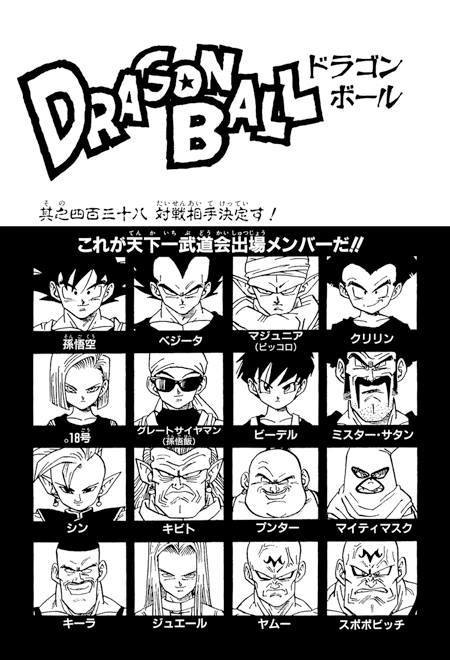 DRAGON BALL
ドラゴン
ボール
其之四百三十八 対戦相手決定す!
これが天下一武道会出場メンバーだ!!
孫悟空
ベジータ
マジュニア
(ピッコロ)
クリリン
18号
グレートサイヤマン
(孫悟飯)
ビーデル
ミスター・サタン
シン
キビト
プンター
マイティマスク
キーラ
ジュエール
ヤムー
スポポビッチ